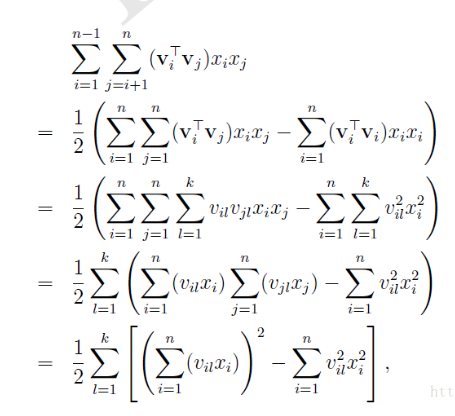 $\sum_{i=1}^{n-1} \sum_{j=i+1}^{n} (\mathbf{v}_i^\top \mathbf{v}_j) x_i x_j$
$= \frac{1}{2} \left( \sum_{i=1}^{n} \sum_{j=1}^{n} (\mathbf{v}_i^\top \mathbf{v}_j) x_i x_j - \sum_{i=1}^{n} (\mathbf{v}_i^\top \mathbf{v}_i) x_i x_i \right)$
$= \frac{1}{2} \left( \sum_{i=1}^{n} \sum_{j=1}^{n} \sum_{l=1}^{k} v_{il} v_{jl} x_i x_j - \sum_{i=1}^{n} \sum_{l=1}^{k} v_{il}^2 x_i^2 \right)$
$= \frac{1}{2} \sum_{l=1}^{k} \left( \sum_{i=1}^{n} (v_{il} x_i) \sum_{j=1}^{n} (v_{jl} x_j) - \sum_{i=1}^{n} v_{il}^2 x_i^2 \right)$
$= \frac{1}{2} \sum_{l=1}^{k} \left[ \left( \sum_{i=1}^{n} (v_{il} x_i) \right)^2 - \sum_{i=1}^{n} v_{il}^2 x_i^2 \right],$
htt